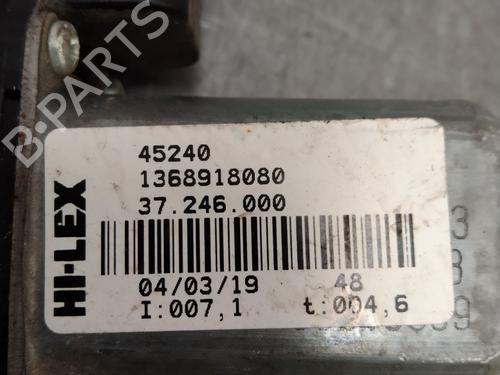 B-PARTS
HI-LEX
45240
1368918080
37.246.000
04/03/19 48
I:007,1 t:004,6